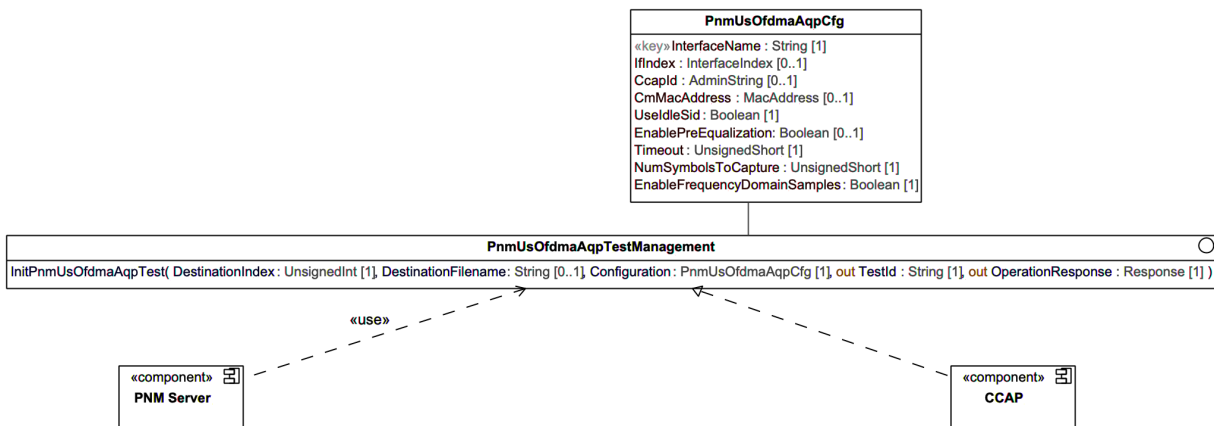 PnmUsOfdmaAqpCfg
«key»InterfaceName : String [1]
IfIndex : InterfaceIndex [0..1]
CcapId : AdminString [0..1]
CmMacAddress : MacAddress [0..1]
UseIdleSid : Boolean [1]
EnablePreEqualization: Boolean [0..1]
Timeout : UnsignedShort [1]
NumSymbolsToCapture : UnsignedShort [1]
EnableFrequencyDomainSamples: Boolean [1]
PnmUsOfdmaAqpTestManagement
InitPnmUsOfdmaAqpTest( DestinationIndex : UnsignedInt [1], DestinationFilename : String [0..1], Configuration : PnmUsOfdmaAqpCfg [1], out TestId : String [1], out OperationResponse : Response [1] )
«use»
«component»
PNM Server
«component»
CCAP